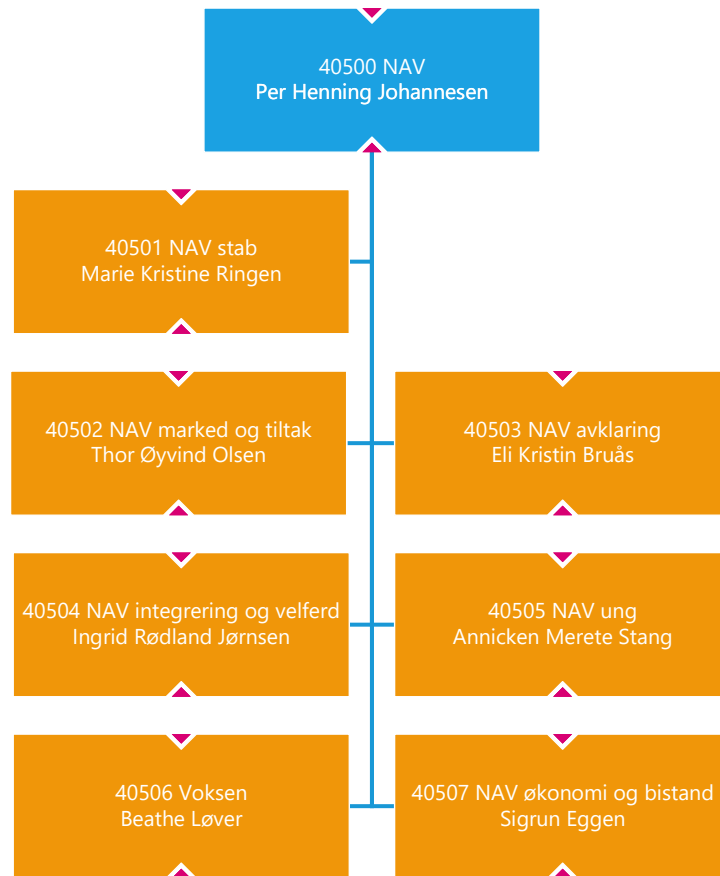 40500 NAV
Per Henning Johannesen
40501 NAV stab
Marie Kristine Ringen
40502 NAV marked og tiltak
Thor Øyvind Olsen
40503 NAV avklaring
Eli Kristin Bruås
40504 NAV integrering og velferd
Ingrid Rødland Jørnsen
40505 NAV ung
Annicken Merete Stang
40506 Voksen
Beathe Løver
40507 NAV økonomi og bistand
Sigrun Eggen